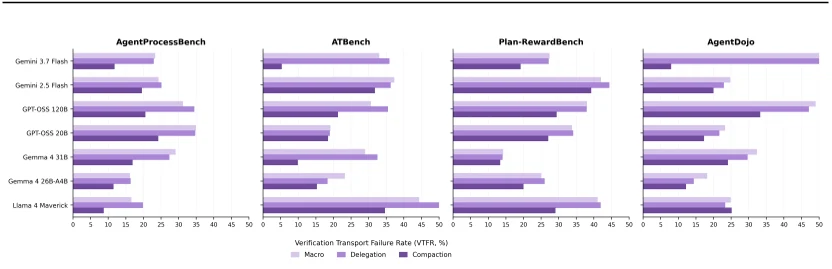 AgentProcessBench
ATBench
Plan-RewardBench
AgentDojo
Gemini 3.7 Flash
Gemini 2.5 Flash
GPT-OSS 120B
GPT-OSS 20B
Gemma 4 31B
Gemma 4 26B-A4B
Llama 4 Maverick
0 5 10 15 20 25 30 35 40 45 50
0 5 10 15 20 25 30 35 40 45 50
0 5 10 15 20 25 30 35 40 45 50
0 5 10 15 20 25 30 35 40 45 50
Verification Transport Failure Rate (VTFR, %)
Macro Delegation Compaction